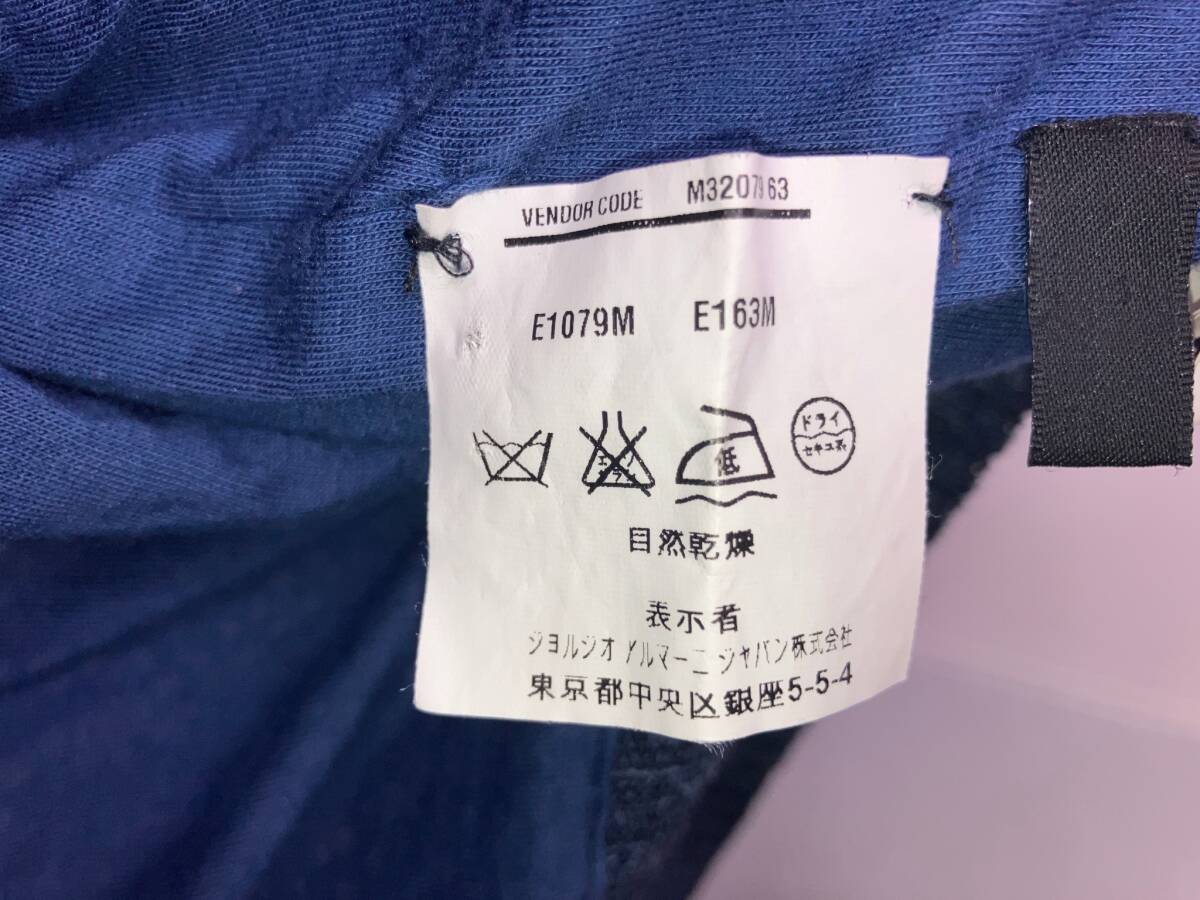 VENDOR CODE M3207963
E1079M E163M
低
ドライ
セキユ系
自然乾燥
表示者
ジョルジオ アルマーニ ジャパン株式会社
東京都中央区銀座5-5-4